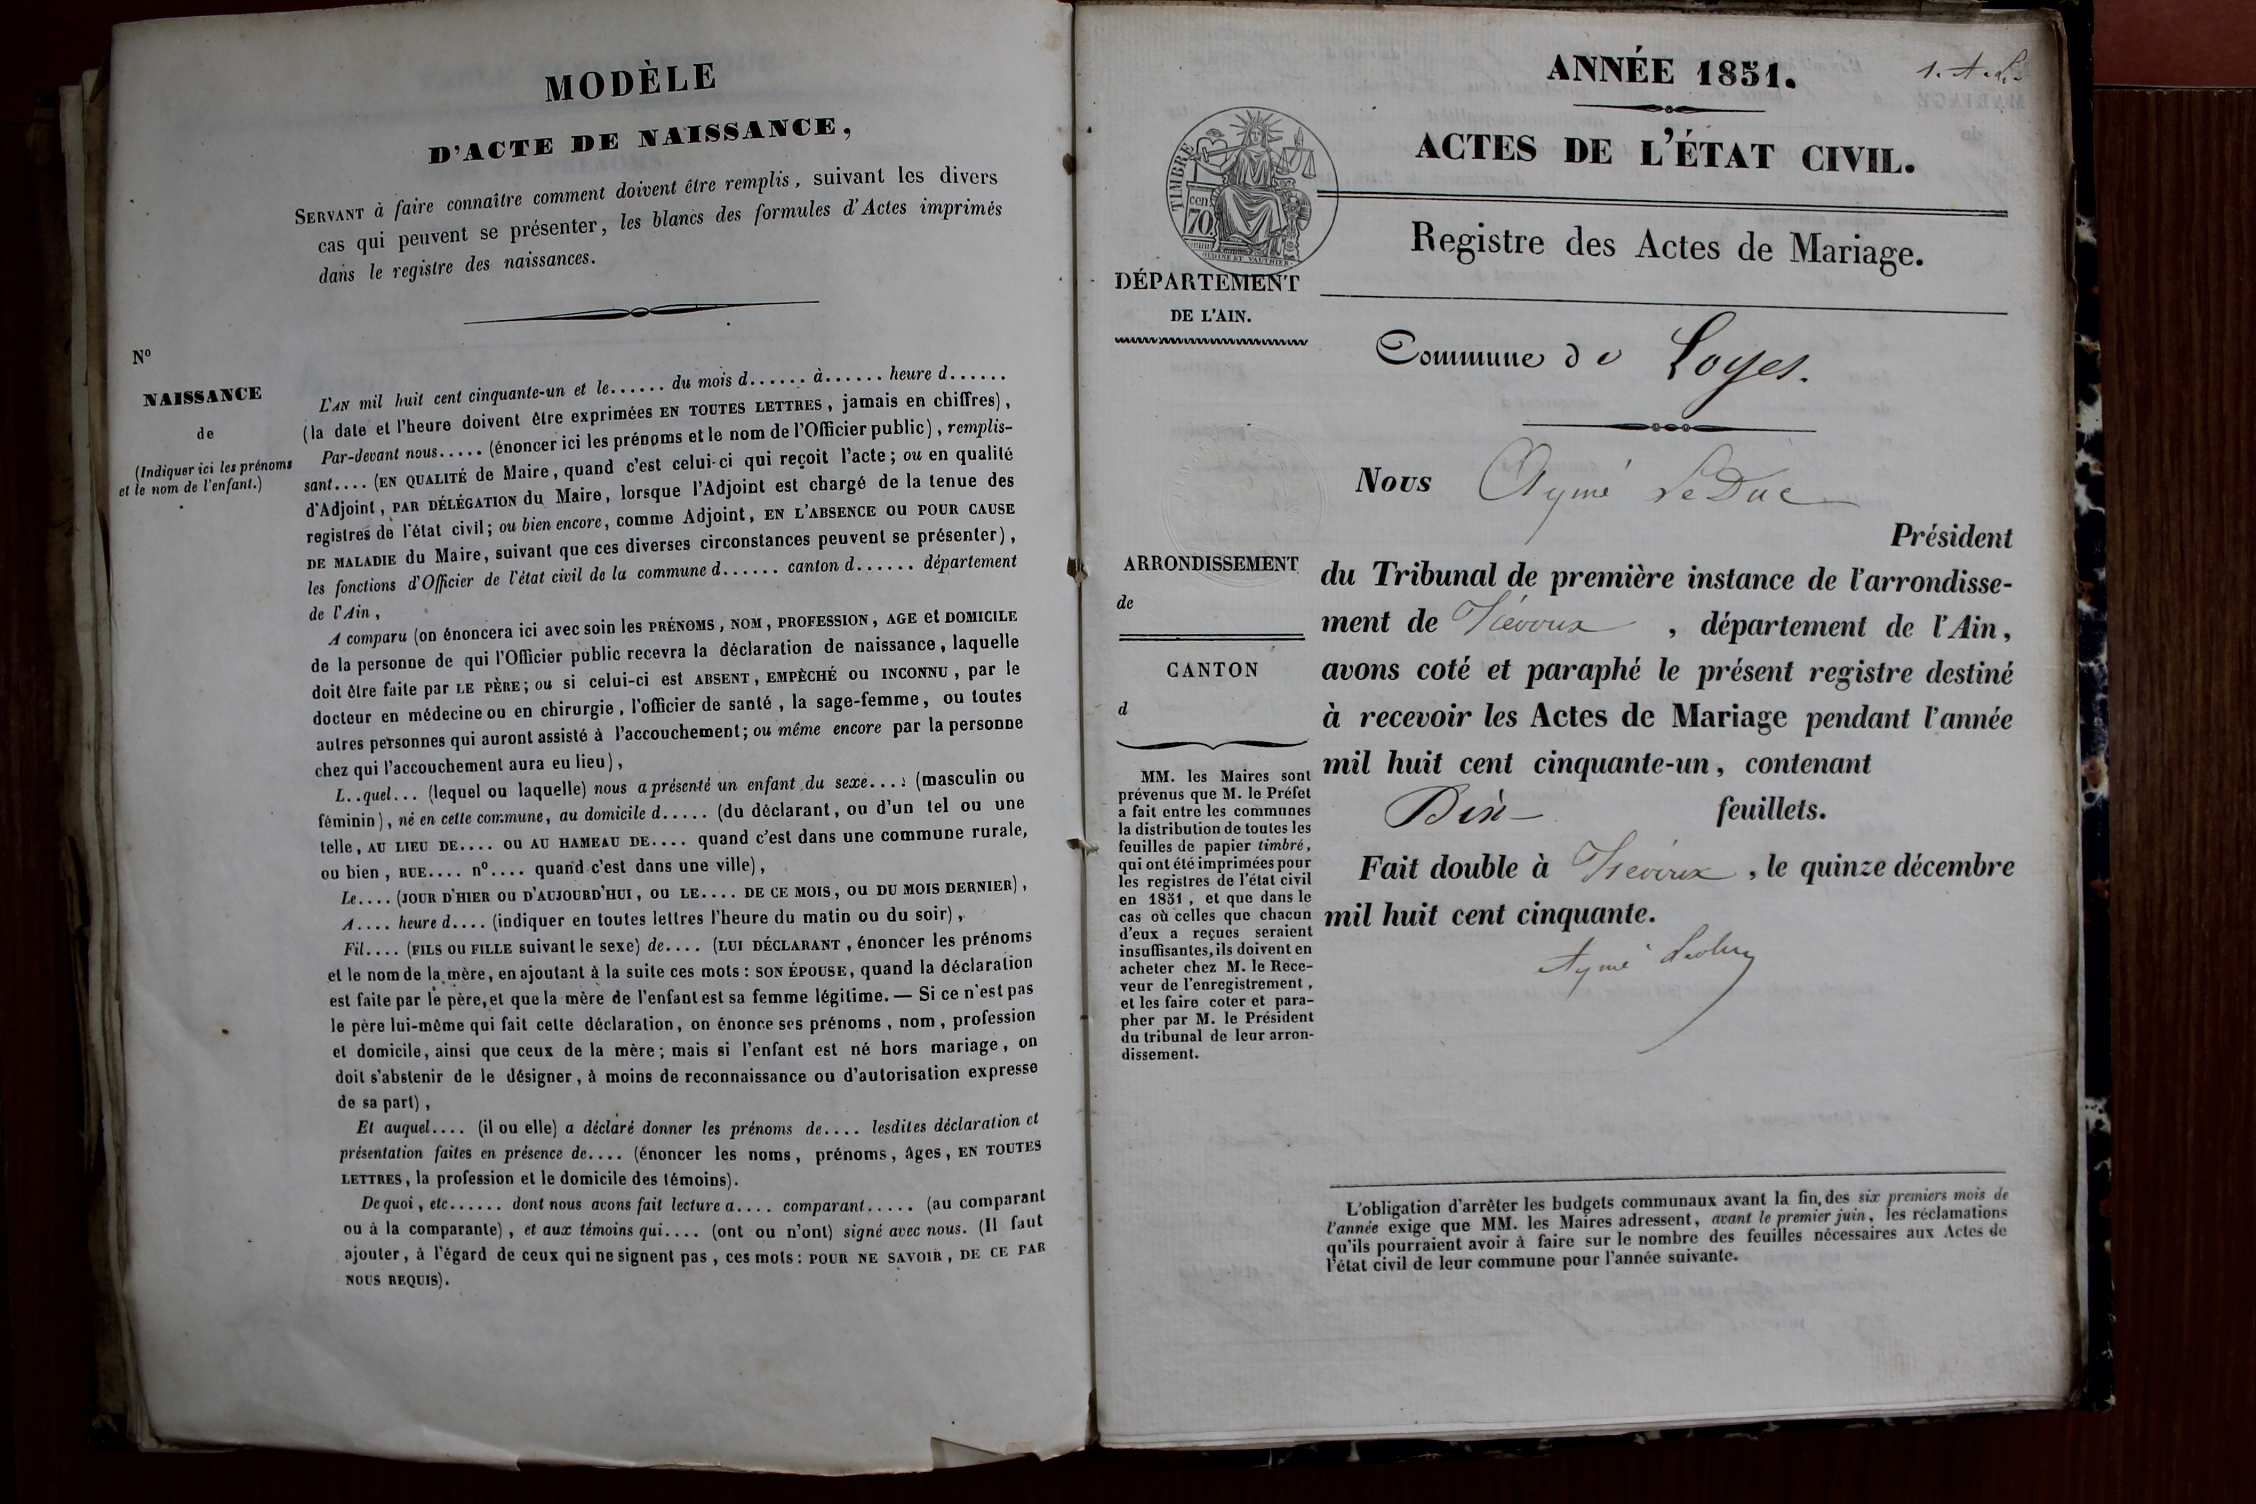 MODÈLE
D'ACTE DE NAISSANCE,
SERVANT à faire connaître comment doivent être remplis, suivant les divers
cas qui peuvent se présenter, les blancs des formules d'Actes imprimés
dans le registre des naissances.
N°
NAISSANCE
de
(Indiquer ici les prénoms
et le nom de l'enfant.)
L'AN mil huit cent cinquante-un et le...... du mois d...... à...... heure d......
(la date et l'heure doivent être exprimées EN TOUTES LETTRES, jamais en chiffres),
Par-devant nous..... (énoncer ici les prénoms et le nom de l'Officier public), remplis-
sant.... (EN QUALITÉ de Maire, quand c'est celui-ci qui reçoit l'acte; ou en qualité
d'Adjoint, PAR DÉLÉGATION du Maire, lorsque l'Adjoint est chargé de la tenue des
registres de l'état civil; ou bien encore, comme Adjoint, EN L'ABSENCE OU POUR CAUSE
DE MALADIE du Maire, suivant que ces diverses circonstances peuvent se présenter),
les fonctions d'Officier de l'état civil de la commune d...... canton d...... département
de l'Ain,
A comparu (on énoncera ici avec soin les PRÉNOMS, NOM, PROFESSION, AGE et DOMICILE
de la personne de qui l'Officier public recevra la déclaration de naissance, laquelle
doit être faite par LE PÈRE; ou si celui-ci est ABSENT, EMPÈCHÉ OU INCONNU, par le
docteur en médecine ou en chirurgie, l'officier de santé, la sage-femme, ou toutes
autres personnes qui auront assisté à l'accouchement; ou même encore par la personne
chez qui l'accouchement aura eu lieu),
L..quel... (lequel ou laquelle) nous a présenté un enfant du sexe.... (masculin ou
féminin), né en cette commune, au domicile d..... (du déclarant, ou d'un tel ou une
telle, AU LIEU DE.... OU AU HAMEAU DE.... quand c'est dans une commune rurale,
ou bien, RUE.... n°.... quand c'est dans une ville),
Le.... (JOUR D'HIER OU D'AUJOURD'HUI, OU LE.... DE CE MOIS, OU DU MOIS DERNIER),
A.... heure d.... (indiquer en toutes lettres l'heure du matin ou du soir),
Fil.... (FILS OU FILLE suivant le sexe) de.... (LUI DÉCLARANT, énoncer les prénoms
et le nom de la mère, en ajoutant à la suite ces mots: SON ÉPOUSE, quand la déclaration
est faite par le père, et que la mère de l'enfant est sa femme légitime. — Si ce n'est pas
le père lui-même qui fait cette déclaration, on énonce ses prénoms, nom, profession
et domicile, ainsi que ceux de la mère; mais si l'enfant est né hors mariage, on
doit s'abstenir de le désigner, à moins de reconnaissance ou d'autorisation expresse
de sa part),
Et auquel.... (il ou elle) a déclaré donner les prénoms de.... lesdites déclaration et
présentation faites en présence de.... (énoncer les noms, prénoms, âges, EN TOUTES
LETTRES, la profession et le domicile des témoins).
De quoi, etc...... dont nous avons fait lecture a.... comparant..... (au comparant
ou à la comparante), et aux témoins qui.... (ont ou n'ont) signé avec nous. (Il faut
ajouter, à l'égard de ceux qui ne signent pas, ces mots: POUR NE SAVOIR, DE CE PAR
NOUS REQUIS).
ANNÉE 1851.
ACTES DE L'ÉTAT CIVIL.
TIMBRE
cen
70
Registre des Actes de Mariage.
DÉPARTEMENT
DE L'AIN.
Commune de Loyes.
Nous Aymé LeDuc
Président
ARRONDISSEMENT
de
CANTON
d
du Tribunal de première instance de l'arrondisse-
ment de Trévoux, département de l'Ain,
avons coté et paraphé le présent registre destiné
à recevoir les Actes de Mariage pendant l'année
mil huit cent cinquante-un, contenant
Dix feuillets.
Fait double à Trévoux, le quinze décembre
mil huit cent cinquante.
Aymé Leduc
MM. les Maires sont
prévenus que M. le Préfet
a fait entre les communes
la distribution de toutes les
feuilles de papier timbré,
qui ont été imprimées pour
les registres de l'état civil
en 1851, et que dans le
cas où celles que chacun
d'eux a reçues seraient
insuffisantes, ils doivent en
acheter chez M. le Rece-
veur de l'enregistrement,
et les faire coter et para-
pher par M. le Président
du tribunal de leur arron-
dissement.
L'obligation d'arrêter les budgets communaux avant la fin des six premiers mois de
l'année exige que MM. les Maires adressent, avant le premier juin, les réclamations
qu'ils pourraient avoir à faire sur le nombre des feuilles nécessaires aux Actes de
l'état civil de leur commune pour l'année suivante.